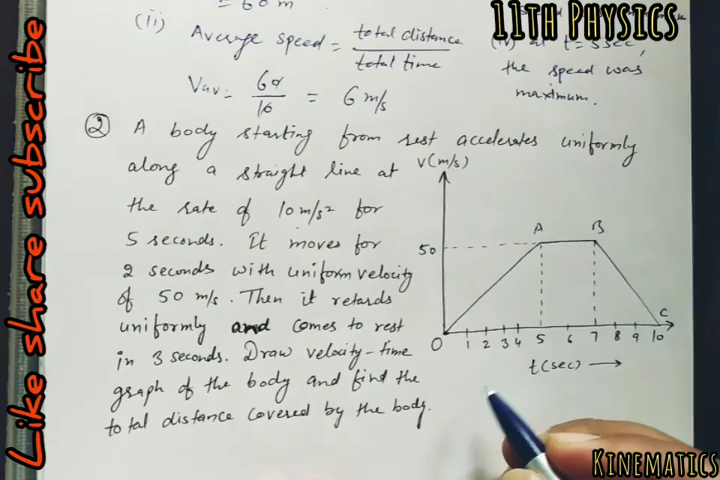 = 60 m
11th Physics
(ii) Average speed = total distance / total time
(iv) at t = 5 sec,
the speed was
maximum.
Vav = 60 / 10 = 6 m/s
② A body starting from rest accelerates uniformly
along a straight line at
the rate of 10 m/s² for
5 seconds. It moves for
2 seconds with uniform velocity
of 50 m/s. Then it retards
uniformly and comes to rest
in 3 seconds. Draw velocity-time
graph of the body and find the
total distance covered by the body.
V(m/s)
A B
50
O 1 2 3 4 5 6 7 8 9 10 C
t(sec)
Like share subscribe
Kinematics